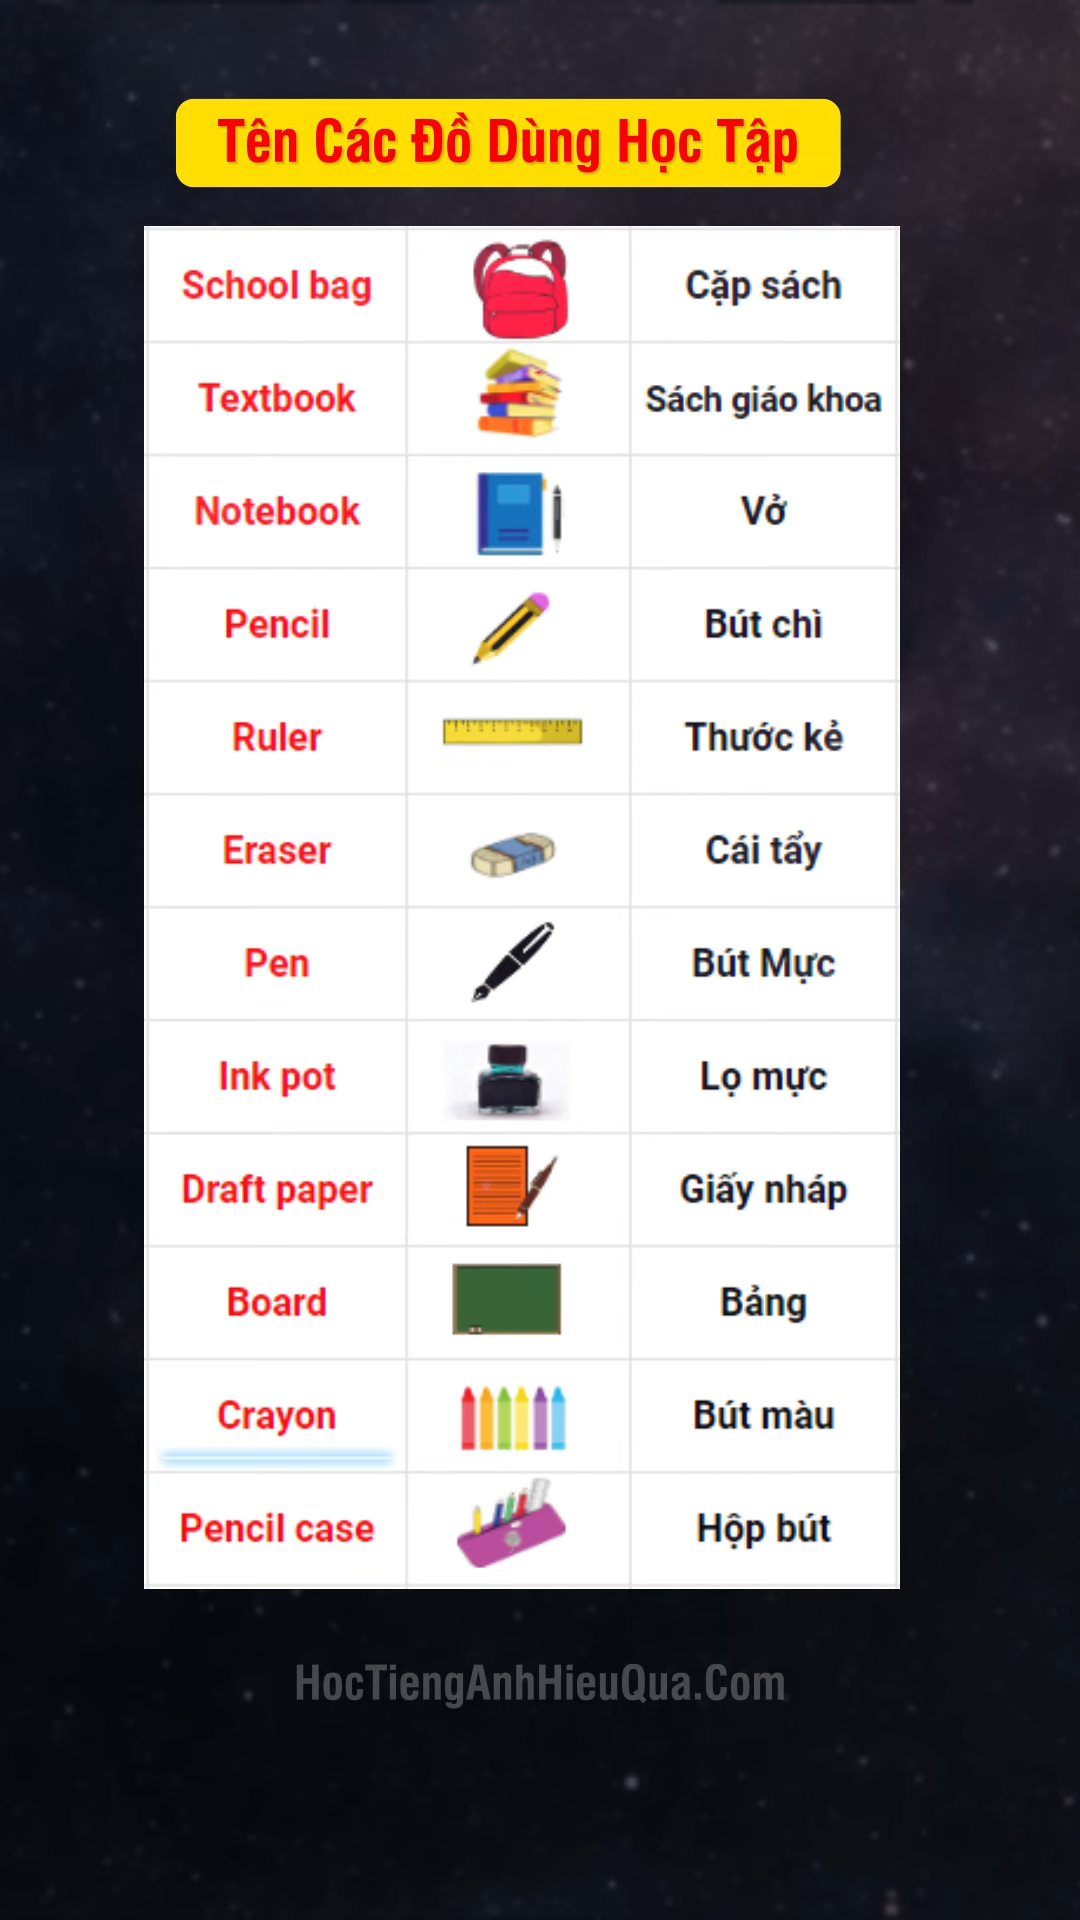 Tên Các Đồ Dùng Học Tập
School bag Cặp sách
Textbook Sách giáo khoa
Notebook Vở
Pencil Bút chì
Ruler Thước kẻ
Eraser Cái tẩy
Pen Bút Mực
Ink pot Lọ mực
Draft paper Giấy nháp
Board Bảng
Crayon Bút màu
Pencil case Hộp bút
HocTiengAnhHieuQua.Com